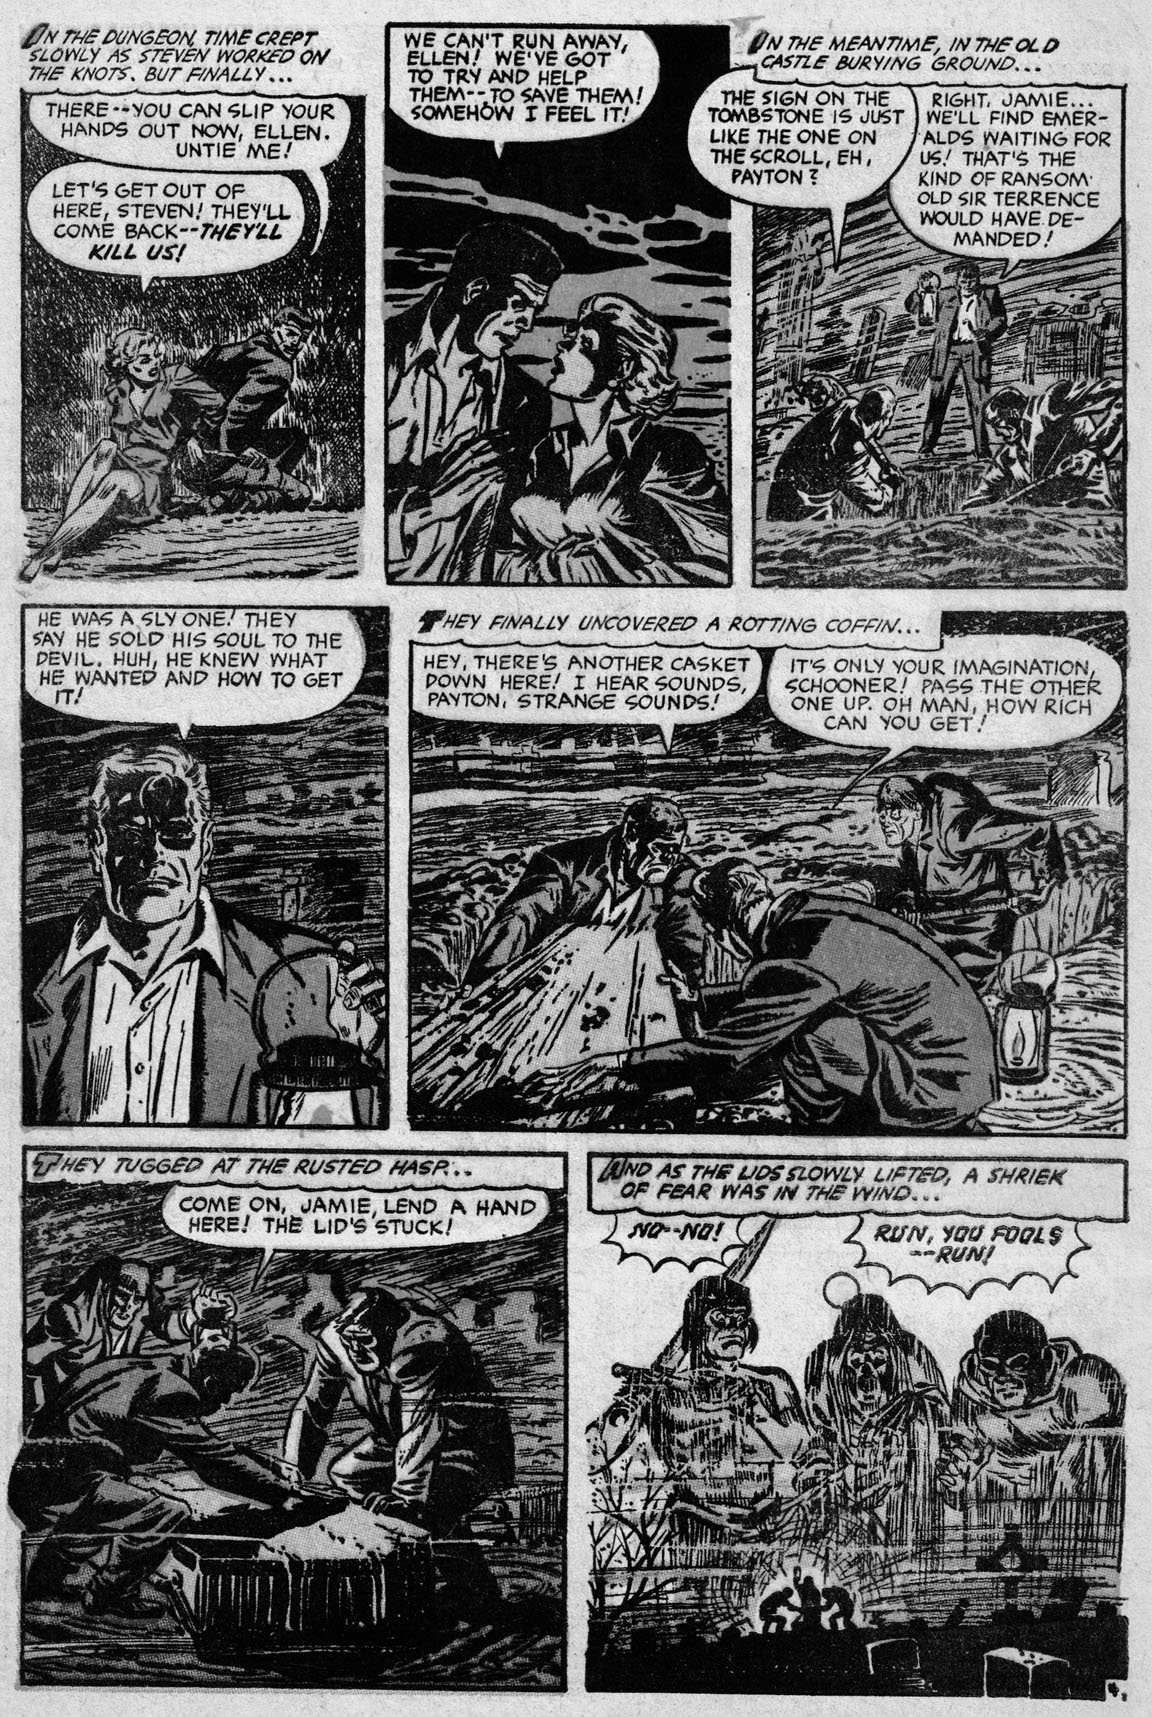 IN THE DUNGEON, TIME CREPT
SLOWLY AS STEVEN WORKED ON
THE KNOTS. BUT FINALLY...
THERE--YOU CAN SLIP YOUR
HANDS OUT NOW, ELLEN.
UNTIE ME!
LET'S GET OUT OF
HERE, STEVEN! THEY'LL
COME BACK--THEY'LL
KILL US!
WE CAN'T RUN AWAY,
ELLEN! WE'VE GOT
TO TRY AND HELP
THEM--TO SAVE THEM!
SOMEHOW I FEEL IT!
IN THE MEANTIME, IN THE OLD
CASTLE BURYING GROUND...
THE SIGN ON THE
TOMBSTONE IS JUST
LIKE THE ONE ON
THE SCROLL, EH,
PAYTON?
RIGHT, JAMIE...
WE'LL FIND EMER-
ALDS WAITING FOR
US! THAT'S THE
KIND OF RANSOM
OLD SIR TERRENCE
WOULD HAVE DE-
MANDED!
HE WAS A SLY ONE! THEY
SAY HE SOLD HIS SOUL TO THE
DEVIL. HUH, HE KNEW WHAT
HE WANTED AND HOW TO GET
IT!
THEY FINALLY UNCOVERED A ROTTING COFFIN...
HEY, THERE'S ANOTHER CASKET
DOWN HERE! I HEAR SOUNDS,
PAYTON, STRANGE SOUNDS!
IT'S ONLY YOUR IMAGINATION,
SCHOONER! PASS THE OTHER
ONE UP. OH MAN, HOW RICH
CAN YOU GET!
THEY TUGGED AT THE RUSTED HASP...
COME ON, JAMIE, LEND A HAND
HERE! THE LID'S STUCK!
AND AS THE LIDS SLOWLY LIFTED, A SHRIEK
OF FEAR WAS IN THE WIND...
NO--NO!
RUN, YOU FOOLS
--RUN!
4